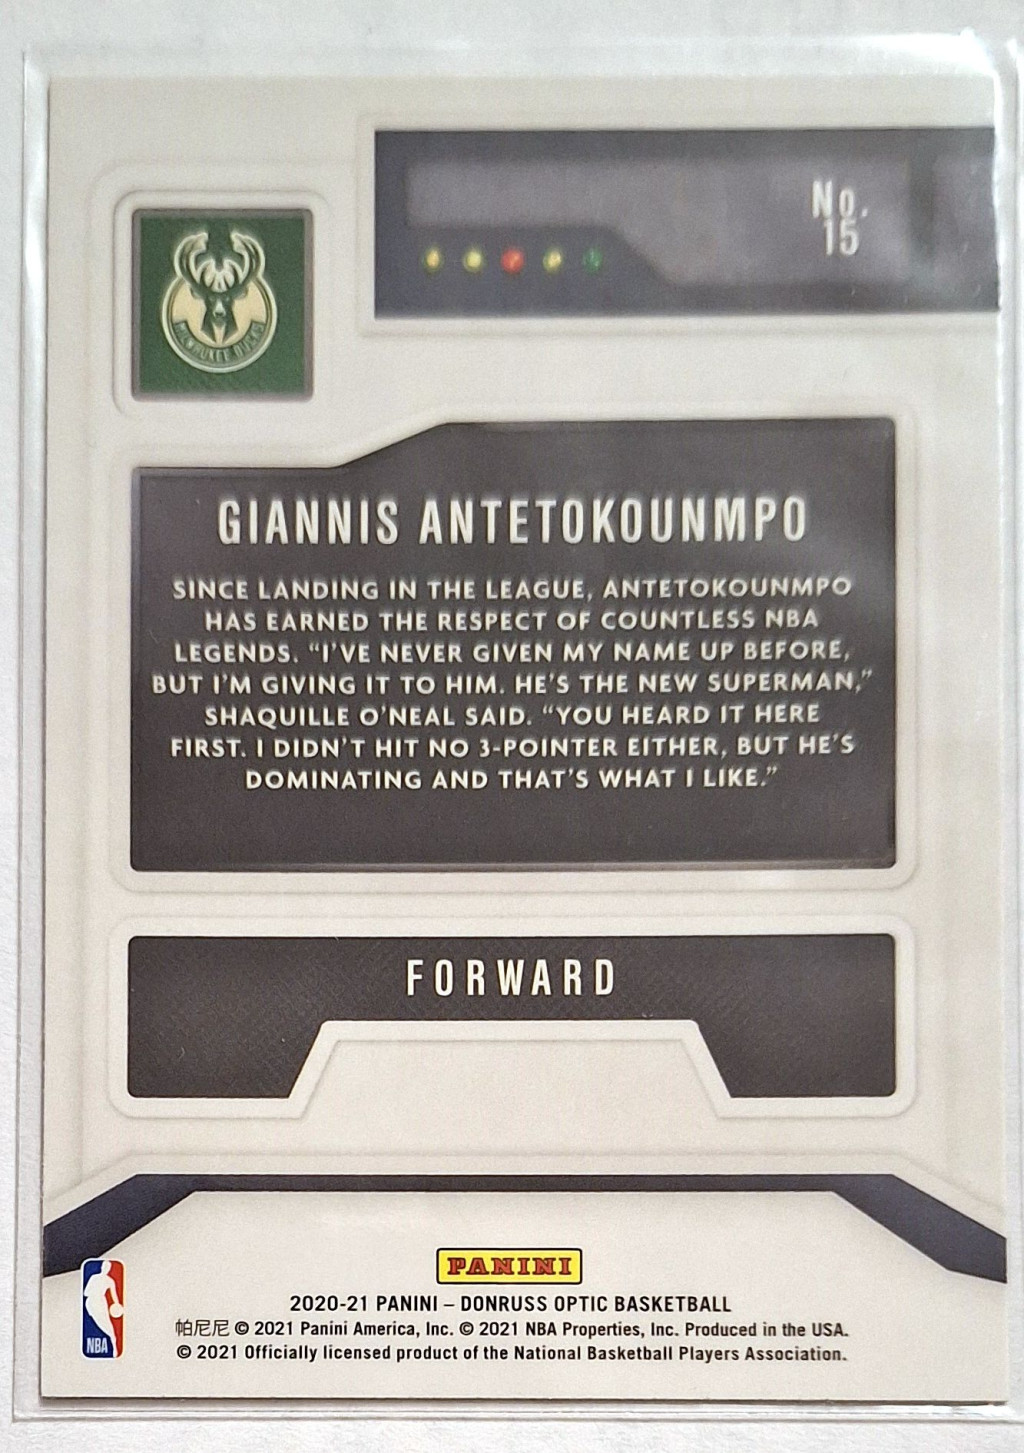 No.
15
MILWAUKEE BUCKS
GIANNIS ANTETOKOUNMPO
SINCE LANDING IN THE LEAGUE, ANTETOKOUNMPO
HAS EARNED THE RESPECT OF COUNTLESS NBA
LEGENDS. “I’VE NEVER GIVEN MY NAME UP BEFORE,
BUT I’M GIVING IT TO HIM. HE’S THE NEW SUPERMAN,”
SHAQUILLE O’NEAL SAID. “YOU HEARD IT HERE
FIRST. I DIDN’T HIT NO 3-POINTER EITHER, BUT HE’S
DOMINATING AND THAT’S WHAT I LIKE.”
FORWARD
PANINI
2020-21 PANINI – DONRUSS OPTIC BASKETBALL
帕尼尼 © 2021 Panini America, Inc. © 2021 NBA Properties, Inc. Produced in the USA.
© 2021 Officially licensed product of the National Basketball Players Association.
NBA